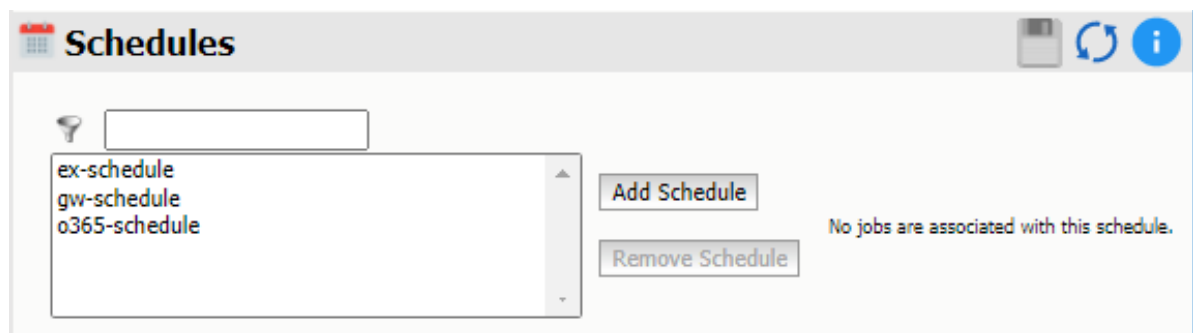 Schedules
ex-schedule
gw-schedule
o365-schedule
Add Schedule
Remove Schedule
No jobs are associated with this schedule.